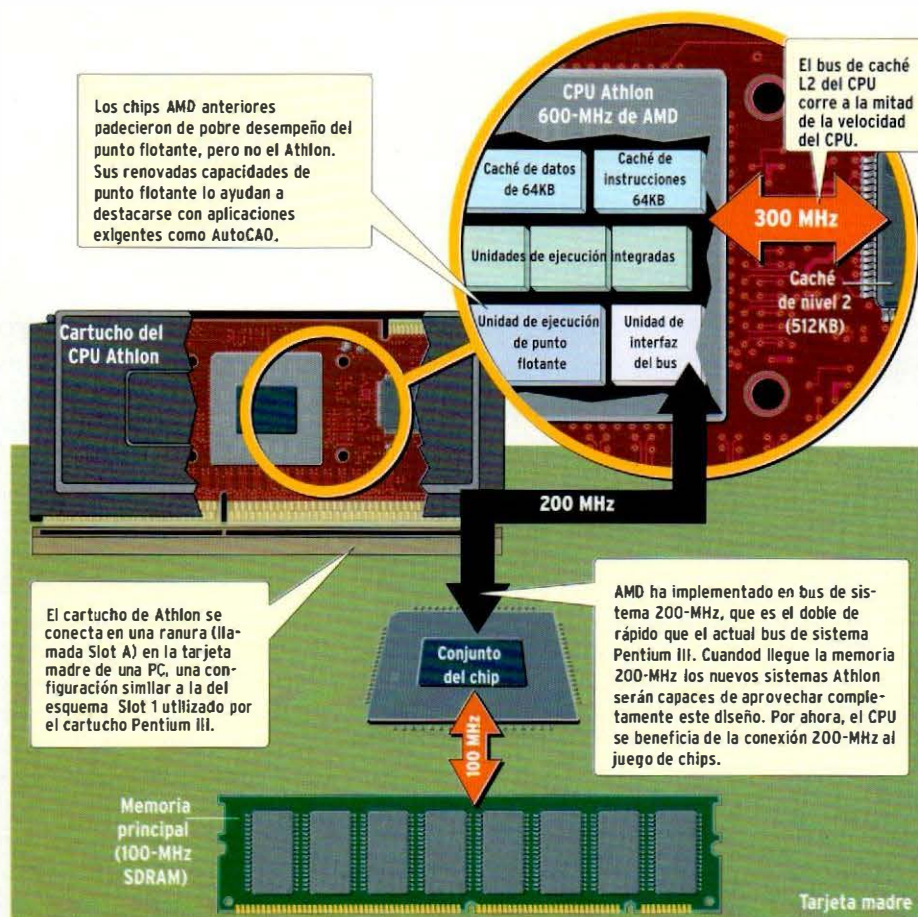 Los chips AMD anteriores
padecieron de pobre desempeño del
punto flotante, pero no el Athlon.
Sus renovadas capacidades de
punto flotante lo ayudan a
destacarse con aplicaciones
exigentes como AutoCAO.
CPU Athlon
600-MHz de AMD
Caché de datos
de 64KB
Caché de
instrucciones
64KB
Unidades de ejecución integradas
Unidad de ejecución
de punto
flotante
Unidad de
interfaz
del bus
El bus de caché
L2 del CPU
corre a la mitad
de la velocidad
del CPU.
300 MHz
Caché
de nivel 2
(512KB)
Cartucho del
CPU Athlon
200 MHz
El cartucho de Athlon se
conecta en una ranura (lla-
mada Slot A) en la tarjeta
madre de una PC, una con-
figuración similar a la del
esquema Slot 1 utilizado por
el cartucho Pentium III.
Conjunto
del chip
AMD ha implementado en bus de sis-
tema 200-MHz, que es el doble de
rápido que el actual bus de sistema
Pentium III. Cuandod llegue la memoria
200-MHz los nuevos sistemas Athlon
serán capaces de aprovechar comple-
tamente este diseño. Por ahora, el CPU
se beneficia de la conexión 200-MHz al
juego de chips.
100 MHz
Memoria
principal
(100-MHz
SDRAM)
Tarjeta madre